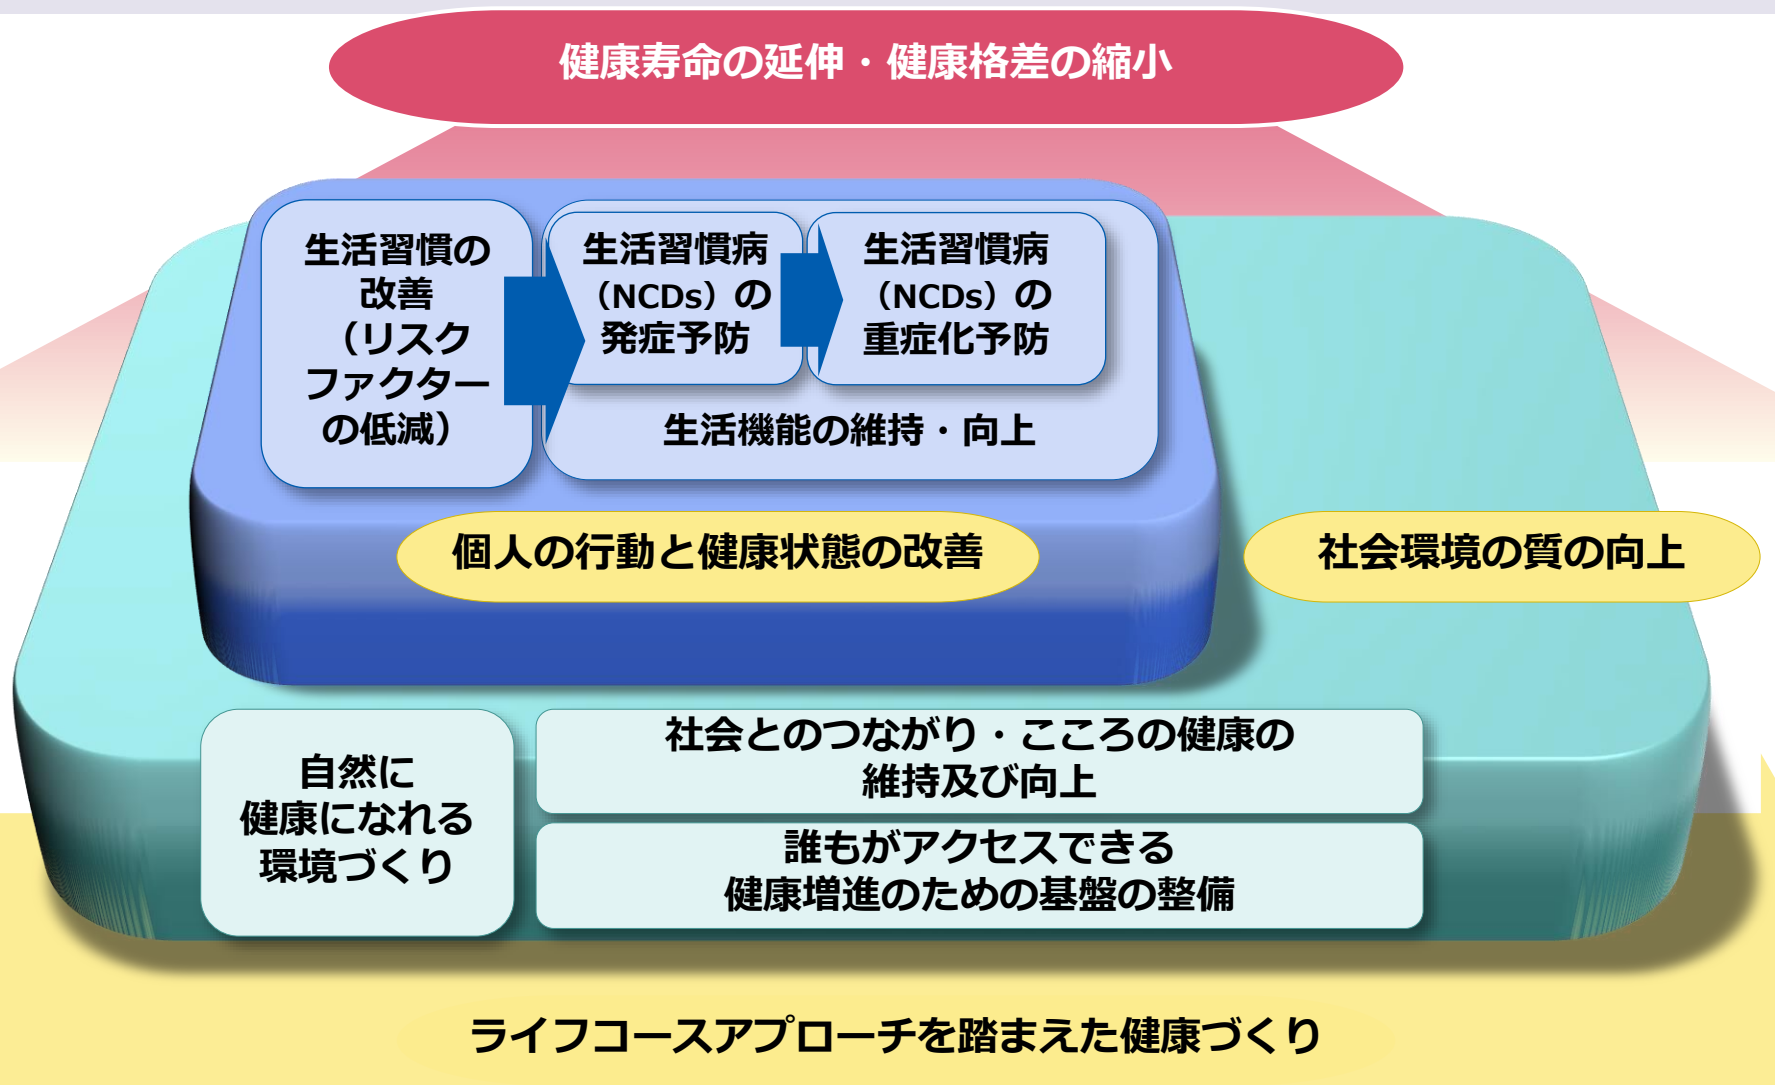 健康寿命の延伸・健康格差の縮小
生活習慣の
改善
（リスク
ファクター
の低減）
生活習慣病
（NCDs）の
発症予防
生活習慣病
（NCDs）の
重症化予防
生活機能の維持・向上
個人の行動と健康状態の改善
社会環境の質の向上
自然に
健康になれる
環境づくり
社会とのつながり・こころの健康の
維持及び向上
誰もがアクセスできる
健康増進のための基盤の整備
ライフコースアプローチを踏まえた健康づくり